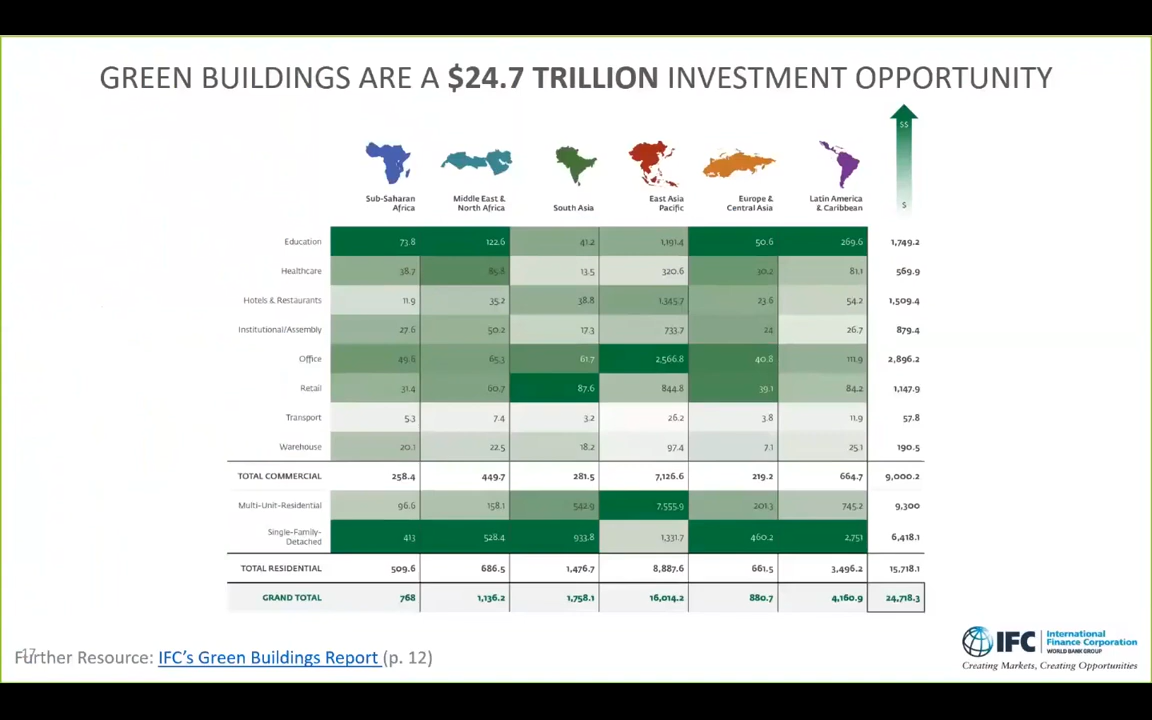 GREEN BUILDINGS ARE A $24.7 TRILLION INVESTMENT OPPORTUNITY
$$
$
Sub-Saharan Africa Middle East & North Africa South Asia East Asia Pacific Europe & Central Asia Latin America & Caribbean
Education 73.8 122.6 41.2 1,191.4 50.6 269.6 1,749.2
Healthcare 38.7 85.8 13.5 320.6 30.2 81.1 569.9
Hotels & Restaurants 11.9 35.2 38.8 1,345.7 23.6 54.2 1,509.4
Institutional/Assembly 27.6 50.2 17.3 733.7 24 26.7 879.4
Office 49.6 65.3 61.7 2,566.8 40.8 111.9 2,896.2
Retail 31.4 60.7 87.6 844.8 39.1 84.2 1,147.9
Transport 5.3 7.4 3.2 26.2 3.8 11.9 57.8
Warehouse 20.1 22.5 18.2 97.4 7.1 25.1 190.5
TOTAL COMMERCIAL 258.4 449.7 281.5 7,126.6 219.2 664.7 9,000.2
Multi-Unit-Residential 96.6 158.1 542.9 7,555.9 201.3 745.2 9,300
Single-Family-Detached 413 528.4 933.8 1,331.7 460.2 2,751 6,418.1
TOTAL RESIDENTIAL 509.6 686.5 1,476.7 8,887.6 661.5 3,496.2 15,718.1
GRAND TOTAL 768 1,136.2 1,758.1 16,014.2 880.7 4,160.9 24,718.3
17
Further Resource: IFC's Green Buildings Report (p. 12)
IFC International
Finance Corporation
WORLD BANK GROUP
Creating Markets, Creating Opportunities